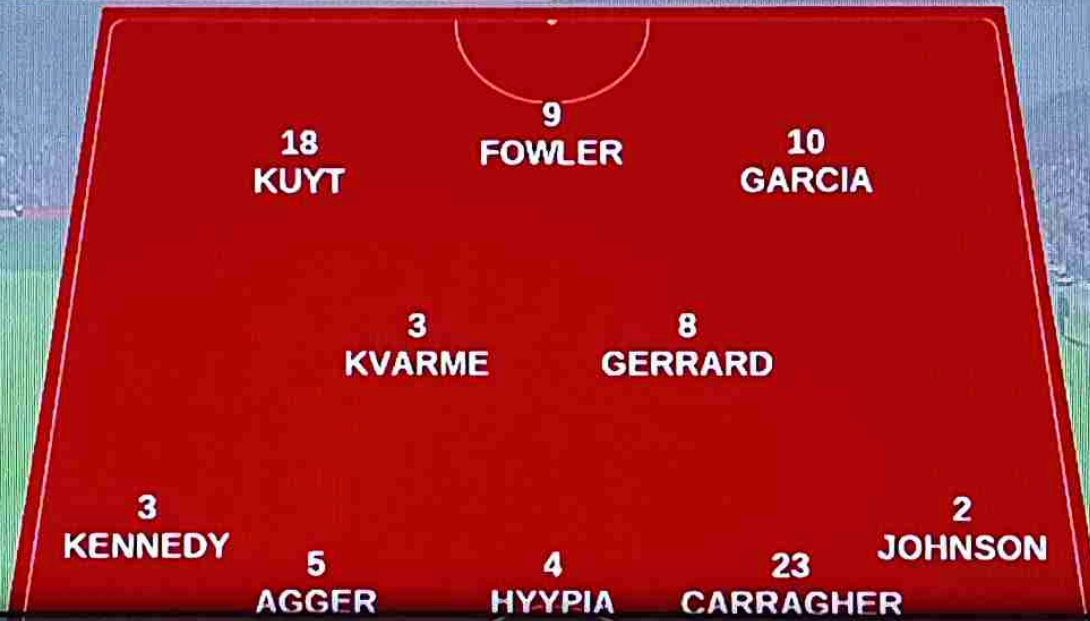 9
FOWLER
18
KUYT
10
GARCIA
3
KVARME
8
GERRARD
3
KENNEDY
2
JOHNSON
5
AGGER
4
HYYPIA
23
CARRAGHER